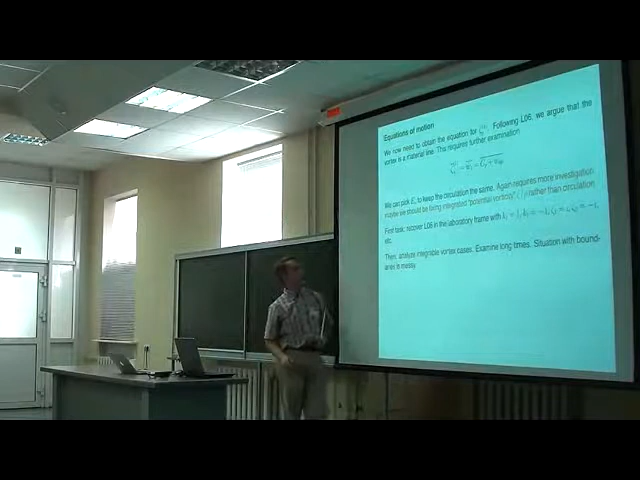 Equations of motion
We now need to obtain the equation for Following L06, we argue that the
vortex is a material line. This requires further examination
We can pick to keep the circulation the same. Again requires more investigation
maybe we should be fixing integrated "potential vorticity" rather than circulation
First task: recover L06 in the laboratory frame with
etc.
Then: analyze integrable vortex cases. Examine long times. Situation with bound-
aries is messy.